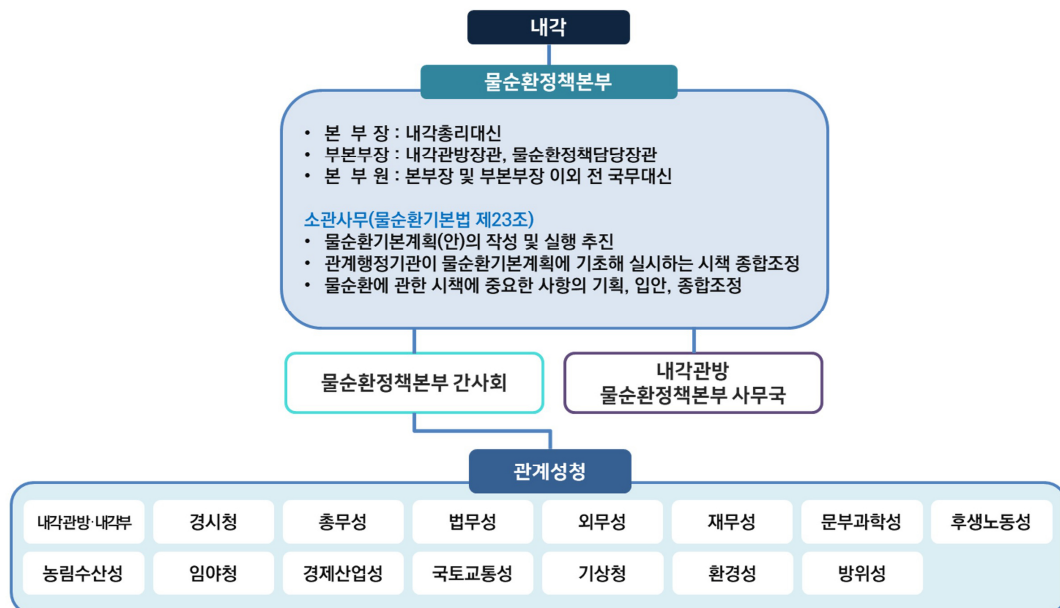 내각
물순환정책본부
• 본 부 장 : 내각총리대신
• 부본부장 : 내각관방장관, 물순환정책담당장관
• 본 부 원 : 본부장 및 부본부장 이외 전 국무대신
소관사무(물순환기본법 제23조)
• 물순환기본계획(안)의 작성 및 실행 추진
• 관계행정기관이 물순환기본계획에 기초해 실시하는 시책 종합조정
• 물순환에 관한 시책에 중요한 사항의 기획, 입안, 종합조정
물순환정책본부 간사회
내각관방
물순환정책본부 사무국
관계성청
내각관방·내각부 경시청 총무성 법무성 외무성 재무성 문부과학성 후생노동성
농림수산성 임야청 경제산업성 국토교통성 기상청 환경성 방위성